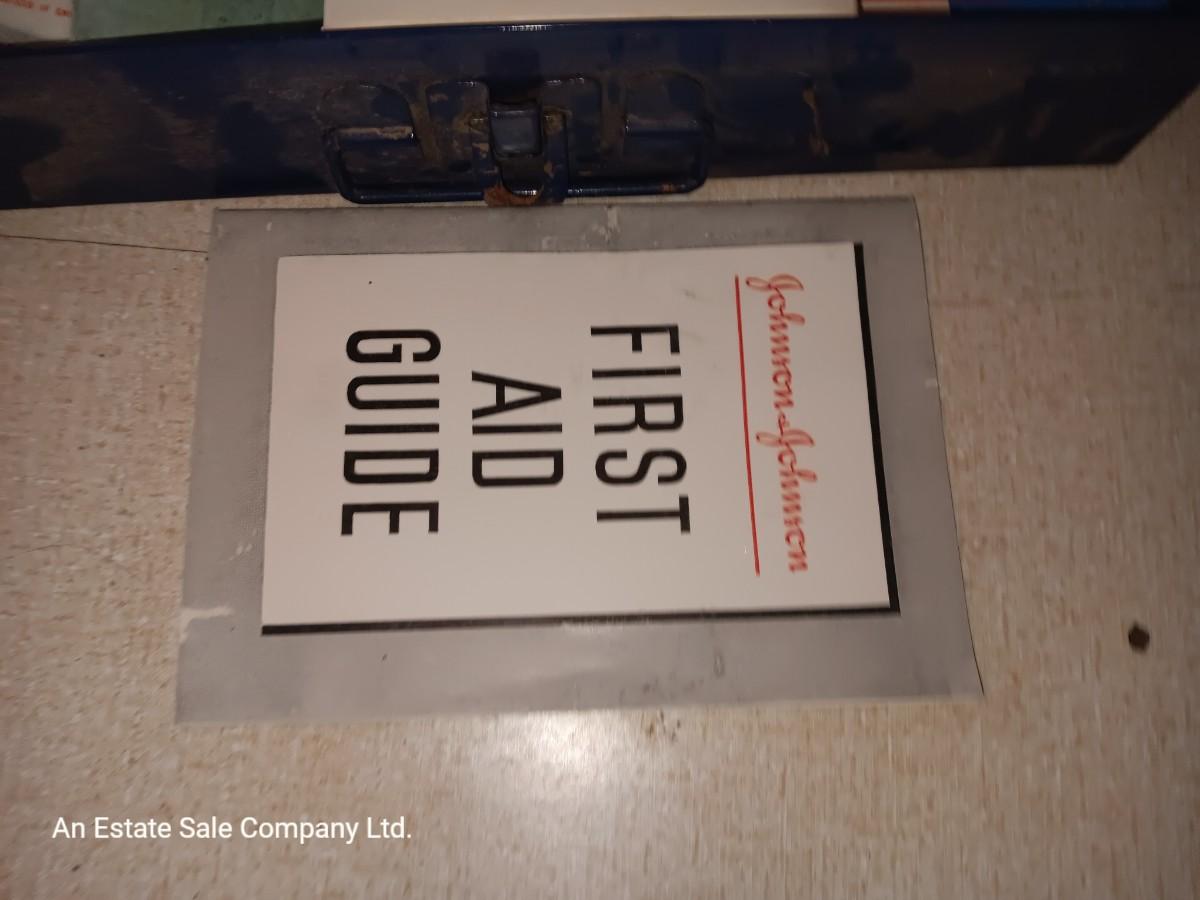 Johnson & Johnson
FIRST
AID
GUIDE
An Estate Sale Company Ltd.